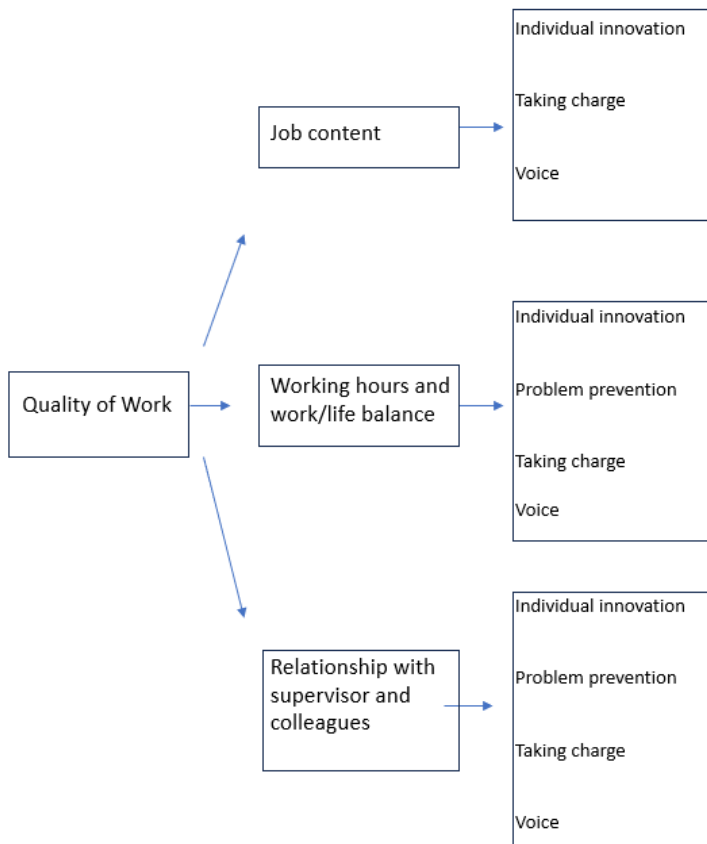 Quality of Work
Job content
Individual innovation
Taking charge
Voice
Working hours and
work/life balance
Individual innovation
Problem prevention
Taking charge
Voice
Relationship with
supervisor and
colleagues
Individual innovation
Problem prevention
Taking charge
Voice